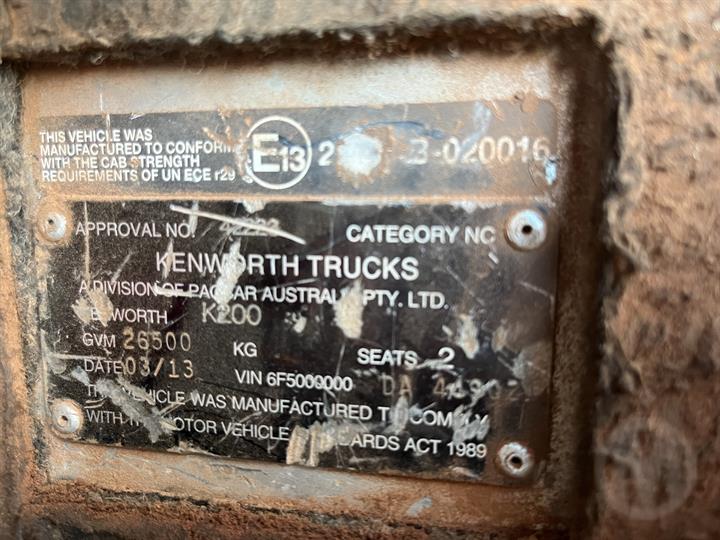 THIS VEHICLE WAS
MANUFACTURED TO CONFORM
WITH THE CAB STRENGTH
REQUIREMENTS OF UN ECE r29
E13 -020016
APPROVAL NO. CATEGORY NC
KENWORTH TRUCKS
A DIVISION OF PACCAR AUSTRALIA PTY. LTD.
K200
GVM 26500 KG SEATS 2
DATE 03/13 VIN 6F5000000
VEHICLE WAS MANUFACTURED TO COMPLY
WITH THE MOTOR VEHICLE STANDARDS ACT 1989